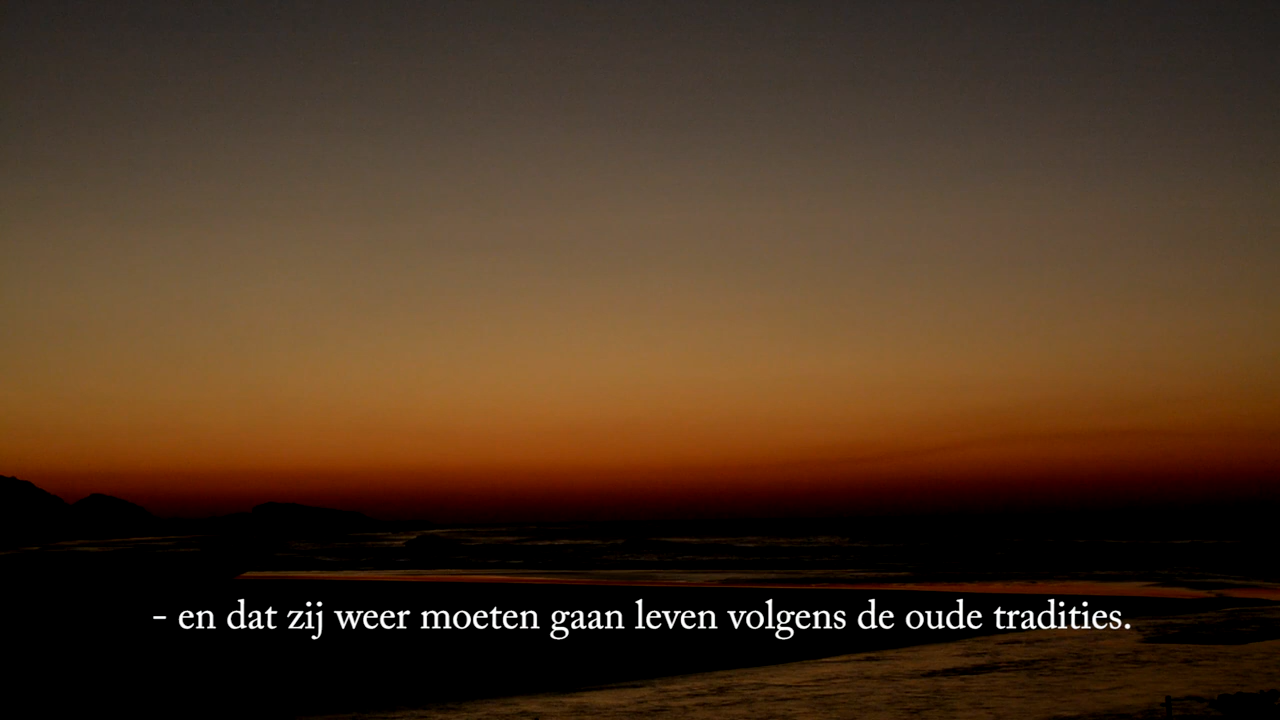 - en dat zij weer moeten gaan leven volgens de oude tradities.